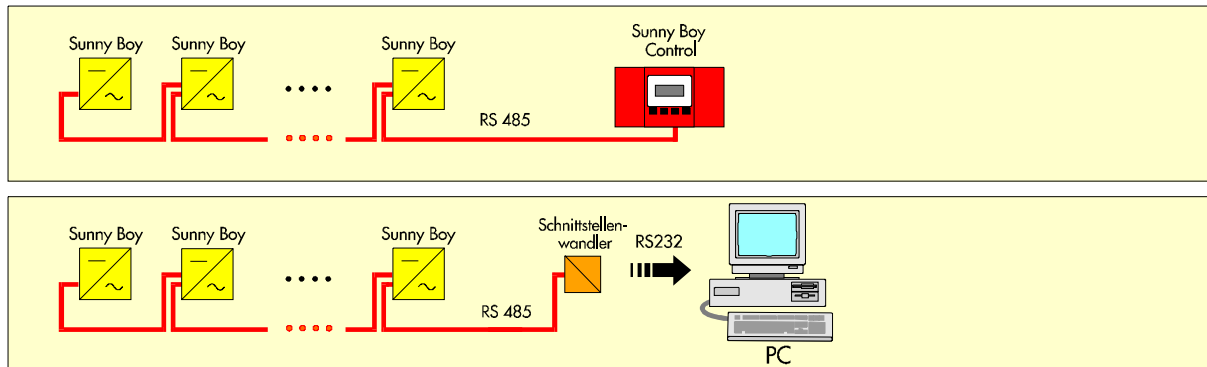 Sunny Boy Sunny Boy Sunny Boy
Sunny Boy
Control
RS 485
Sunny Boy Sunny Boy Sunny Boy
Schnittstellen-
wandler
RS232
RS 485
PC